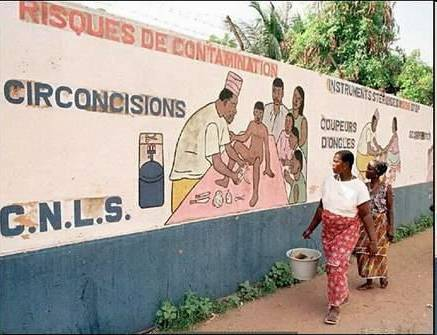 RISQUES DE CONTAMINATION
CIRCONCISIONS
C.N.L.S.
INSTRUMENTS
COUPEURS
D'ONGLES